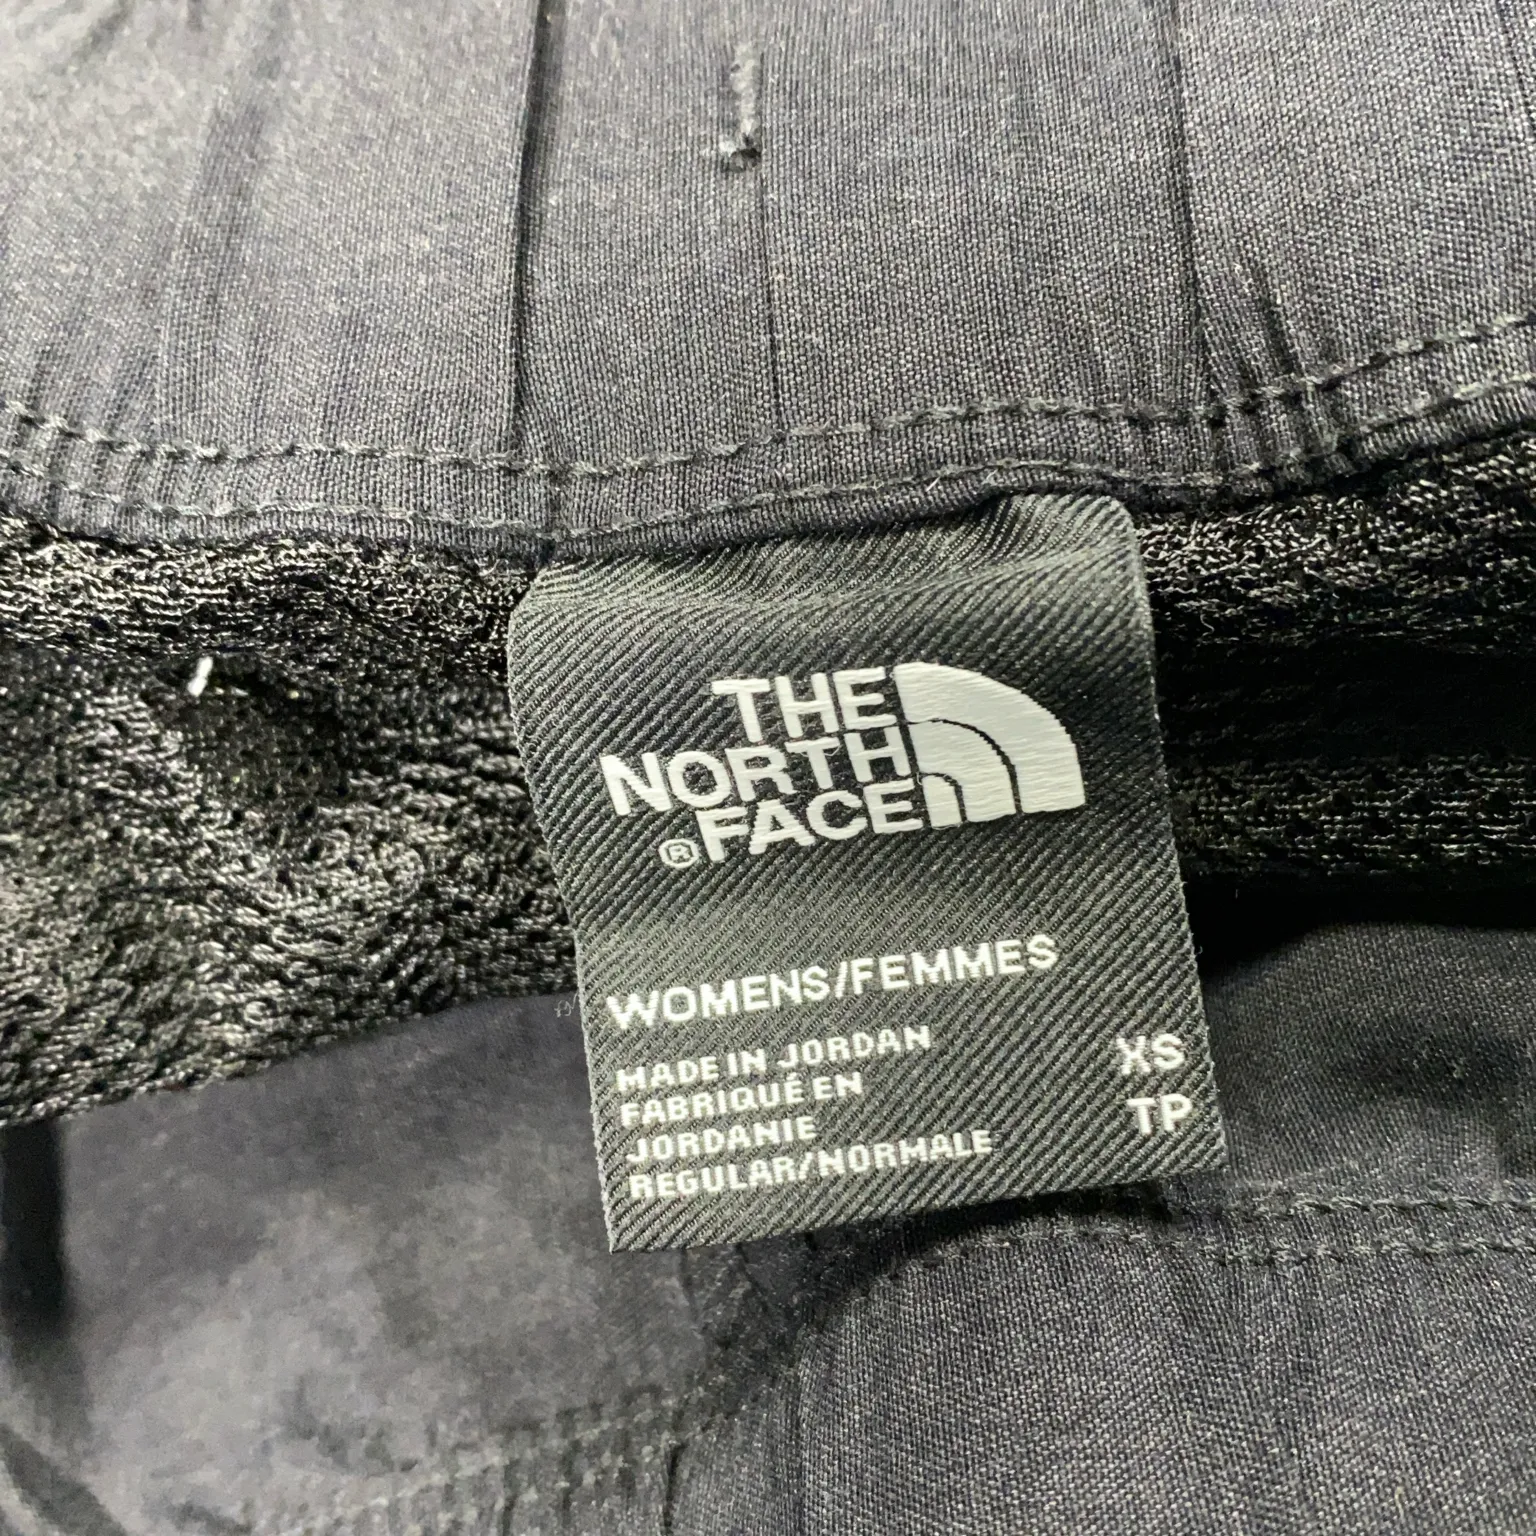 THE
NORTH
FACE
®
WOMENS/FEMMES
MADE IN JORDAN
FABRIQUÉ EN
JORDANIE
REGULAR/NORMALE
XS
TP